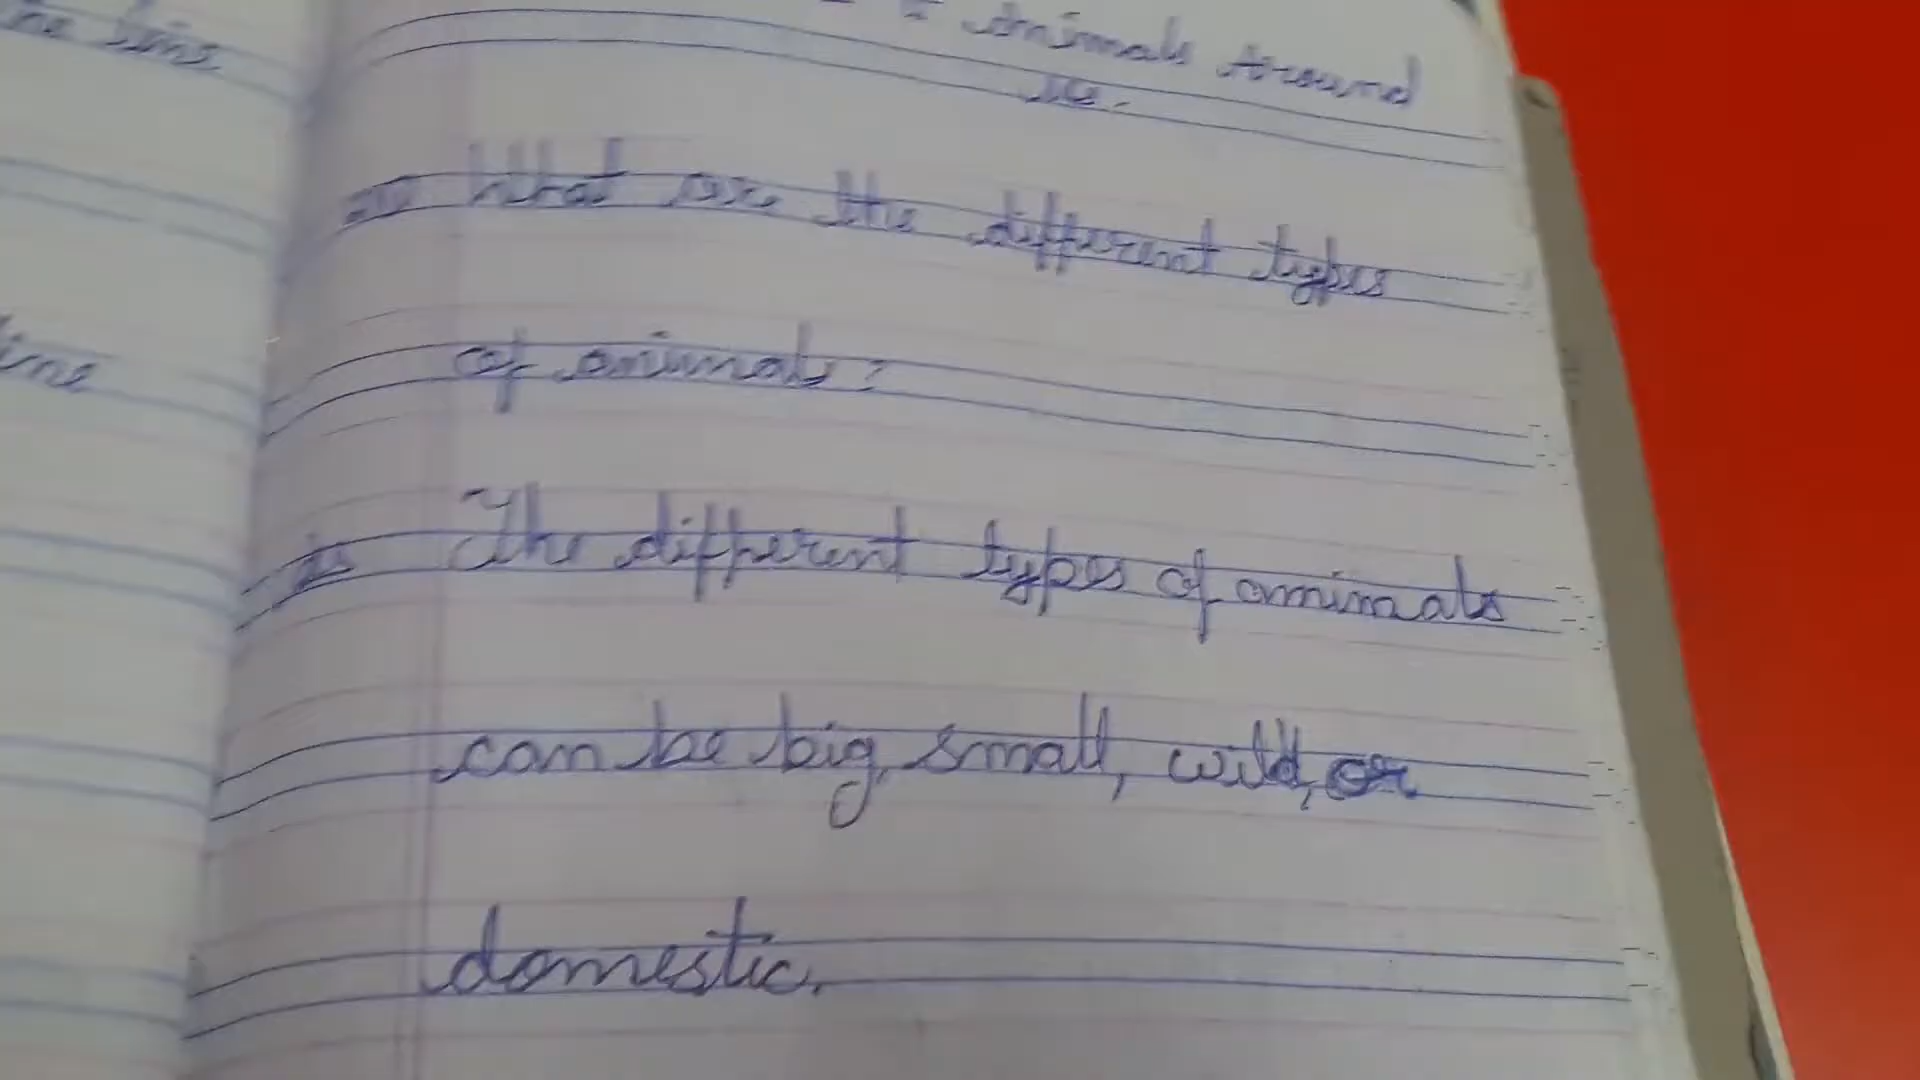 Animals Around
us.
What are the different types
of animals?
The different types of animals
can be big, small, wild, or
domestic.